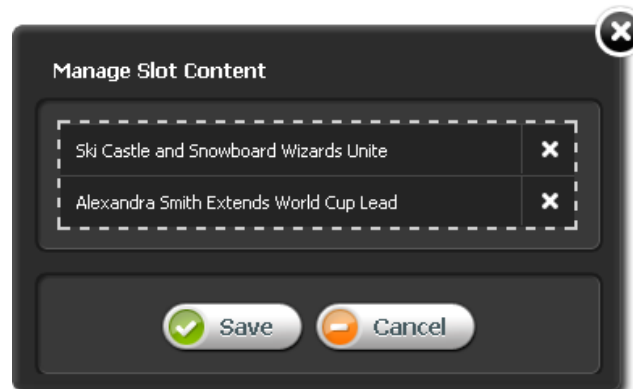 Manage Slot Content
Ski Castle and Snowboard Wizards Unite
Alexandra Smith Extends World Cup Lead
Save
Cancel